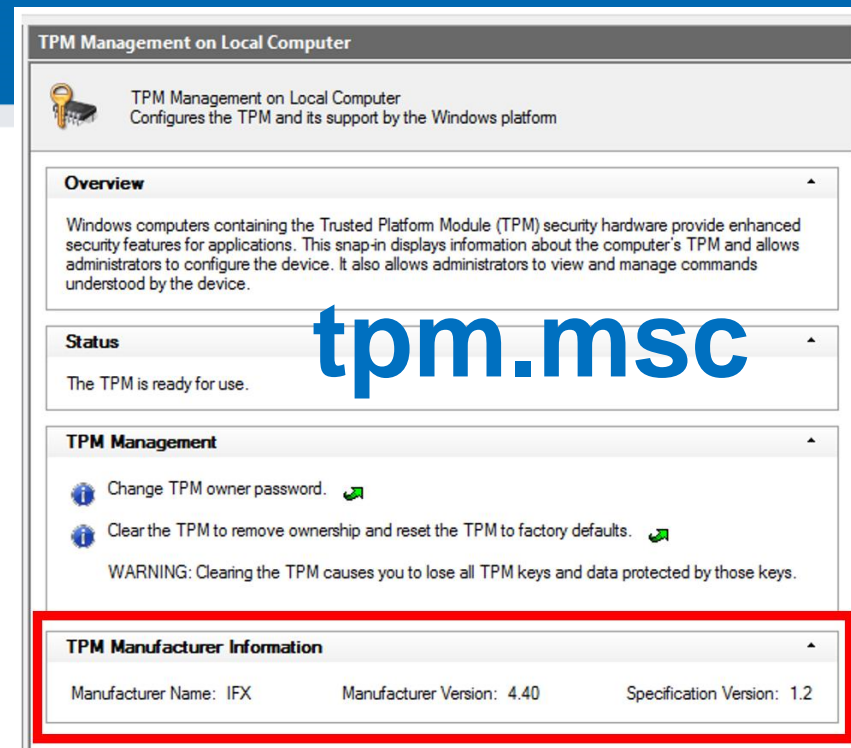 TPM Management on Local Computer
TPM Management on Local Computer
Configures the TPM and its support by the Windows platform
Overview
Windows computers containing the Trusted Platform Module (TPM) security hardware provide enhanced
security features for applications. This snap-in displays information about the computer's TPM and allows
administrators to configure the device. It also allows administrators to view and manage commands
understood by the device.
tpm.msc
Status
The TPM is ready for use.
TPM Management
Change TPM owner password.
Clear the TPM to remove ownership and reset the TPM to factory defaults.
WARNING: Clearing the TPM causes you to lose all TPM keys and data protected by those keys.
TPM Manufacturer Information
Manufacturer Name: IFX Manufacturer Version: 4.40 Specification Version: 1.2